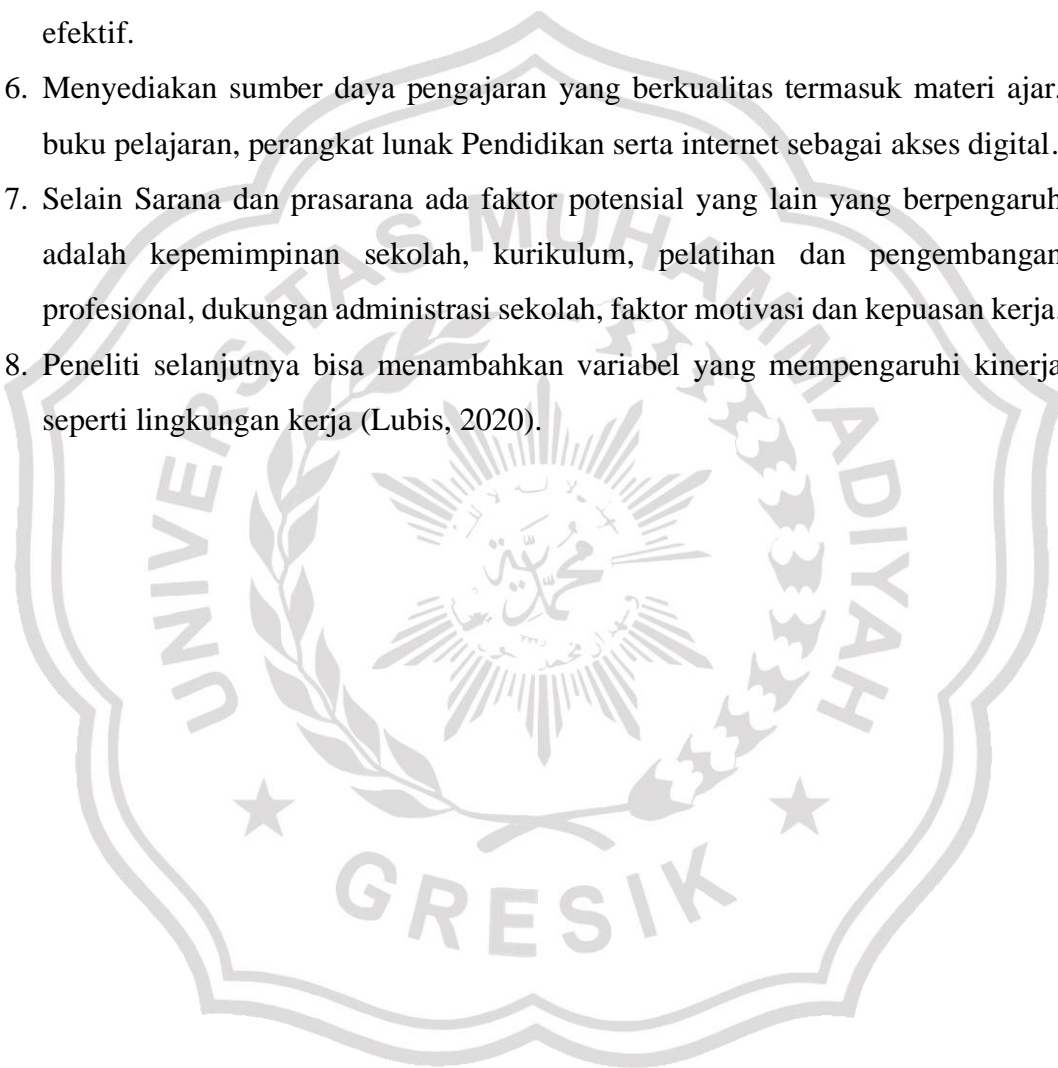 efektif.
6. Menyediakan sumber daya pengajaran yang berkualitas termasuk materi ajar,
buku pelajaran, perangkat lunak Pendidikan serta internet sebagai akses digital.
7. Selain Sarana dan prasarana ada faktor potensial yang lain yang berpengaruh
adalah kepemimpinan sekolah, kurikulum, pelatihan dan pengembangan
profesional, dukungan administrasi sekolah, faktor motivasi dan kepuasan kerja.
8. Peneliti selanjutnya bisa menambahkan variabel yang mempengaruhi kinerja
seperti lingkungan kerja (Lubis, 2020).
UNIVERSITAS MUHAMMADIYAH
محمد
GRESIK